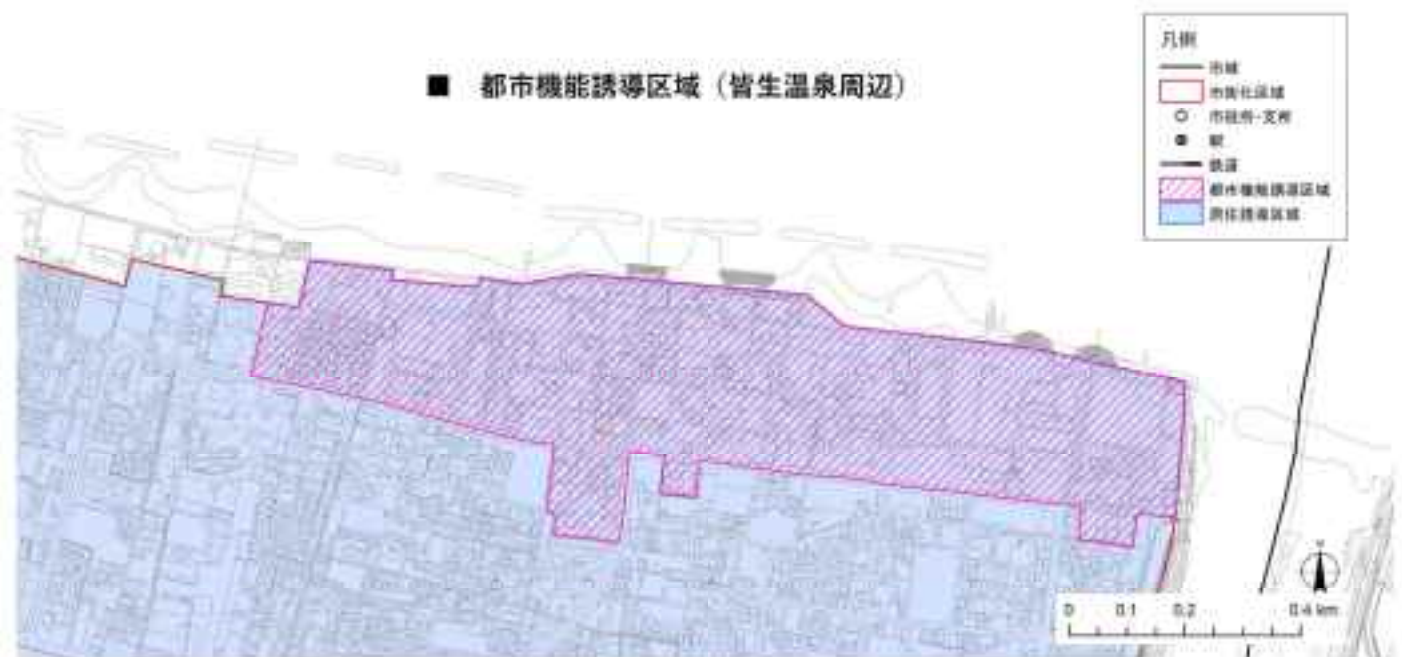 ■ 都市機能誘導区域（皆生温泉周辺）
凡例
市域
市街化区域
市役所・支所
駅
鉄道
都市機能誘導区域
居住誘導区域
N
0 0.1 0.2 0.4 km